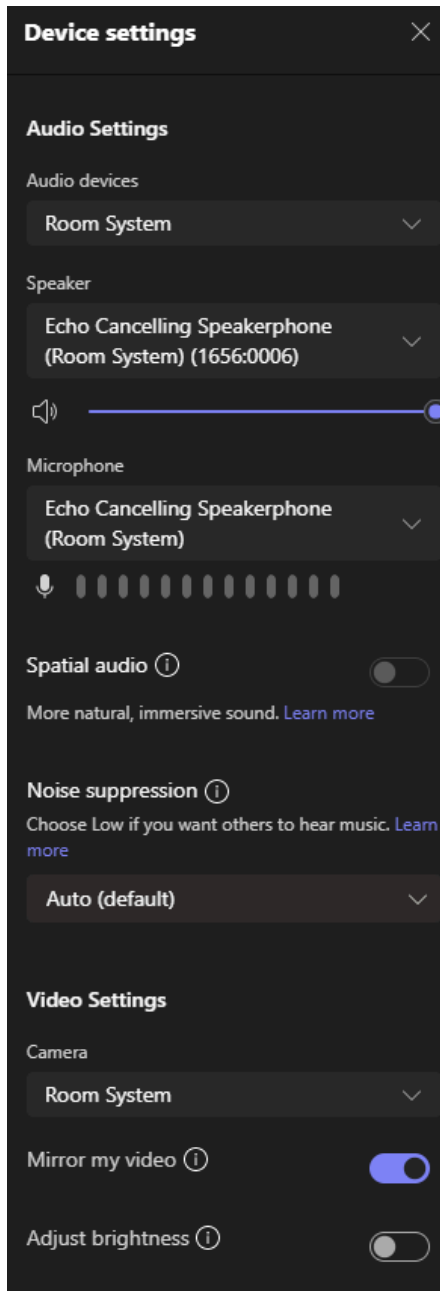 Device settings
Audio Settings
Audio devices
Room System
Speaker
Echo Cancelling Speakerphone
(Room System) (1656:0006)
Microphone
Echo Cancelling Speakerphone
(Room System)
Spatial audio
More natural, immersive sound. Learn more
Noise suppression
Choose Low if you want others to hear music. Learn
more
Auto (default)
Video Settings
Camera
Room System
Mirror my video
Adjust brightness